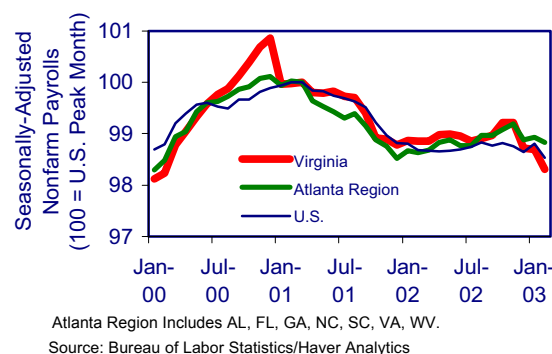 Seasonally-Adjusted
Nonfarm Payrolls
(100 = U.S. Peak Month)
101
100
99
98
97
Virginia
Atlanta Region
U.S.
Jan-
00
Jul-
00
Jan-
01
Jul-
01
Jan-
02
Jul-
02
Jan-
03
Atlanta Region Includes AL, FL, GA, NC, SC, VA, WV.
Source: Bureau of Labor Statistics/Haver Analytics